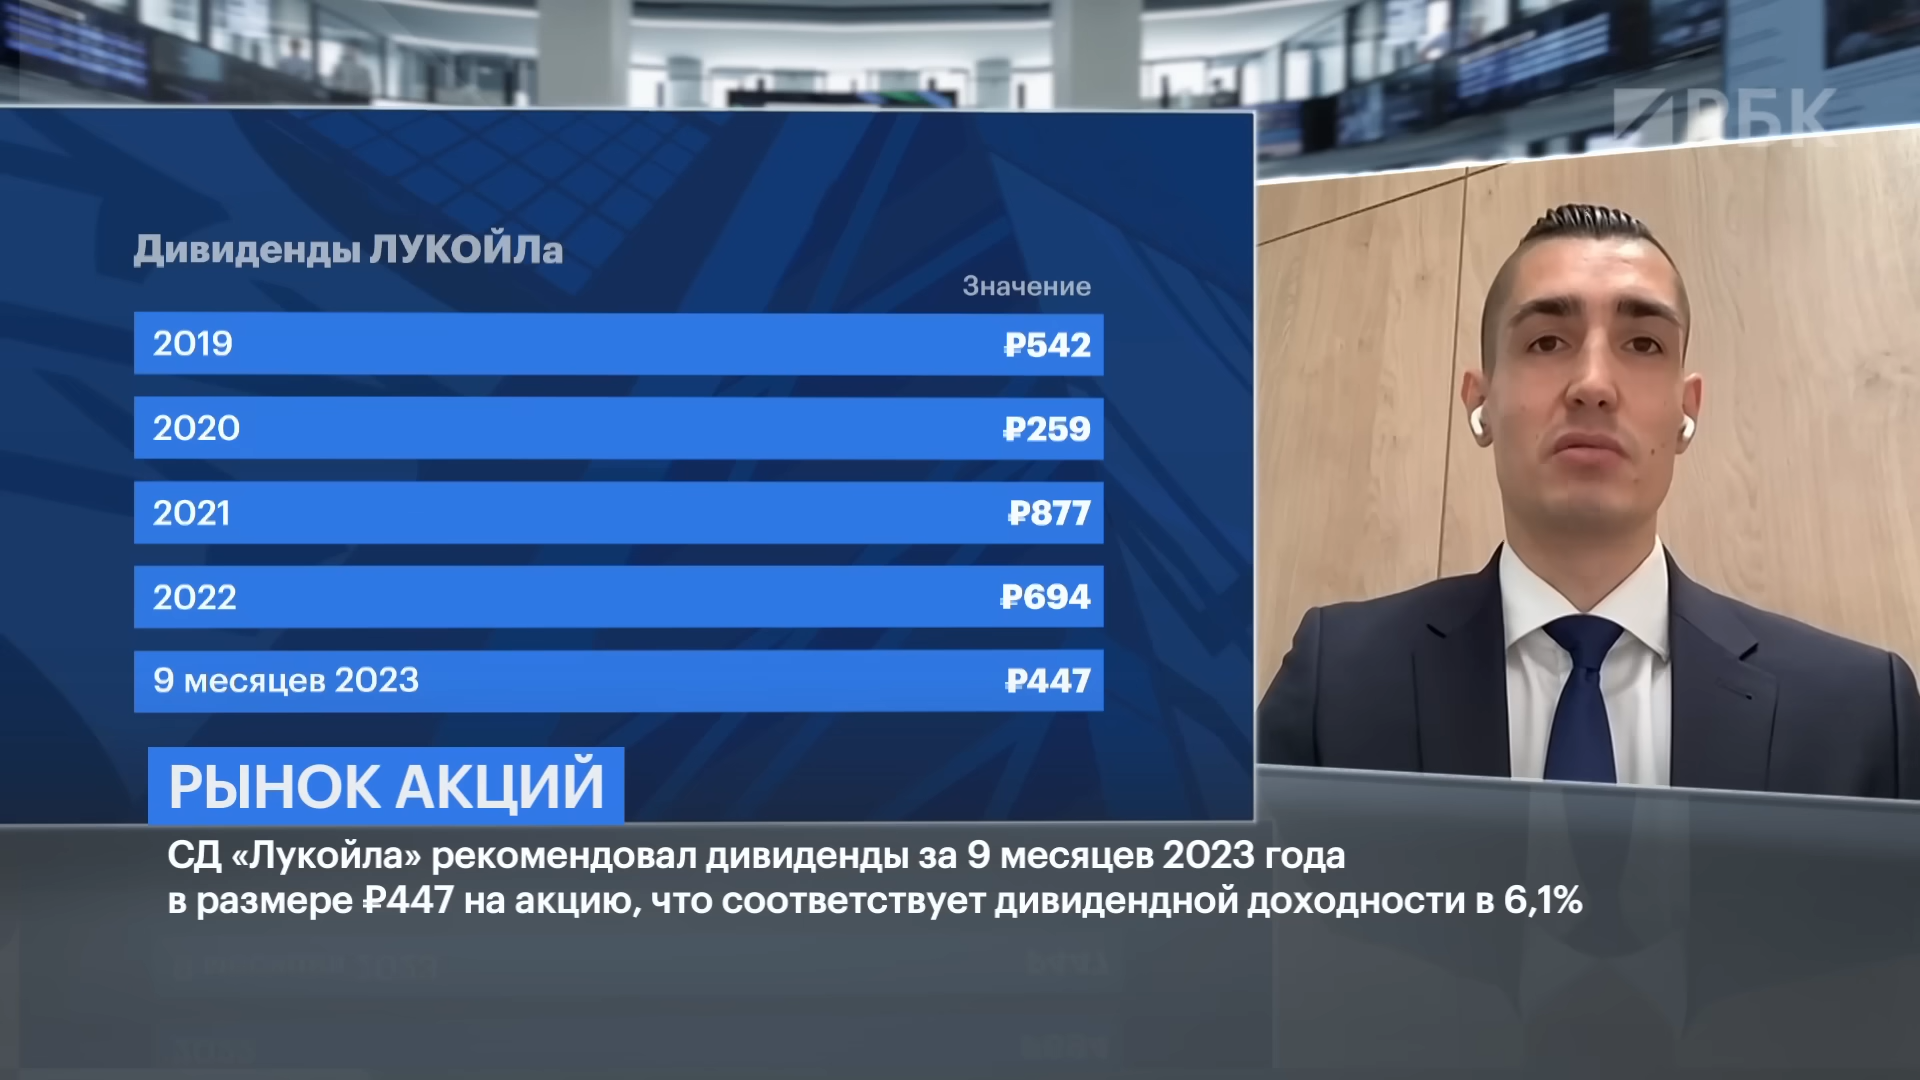 РБК
Дивиденды ЛУКОЙЛа
Значение
2019 ₽542
2020 ₽259
2021 ₽877
2022 ₽694
9 месяцев 2023 ₽447
РЫНОК АКЦИЙ
СД «Лукойла» рекомендовал дивиденды за 9 месяцев 2023 года
в размере ₽447 на акцию, что соответствует дивидендной доходности в 6,1%